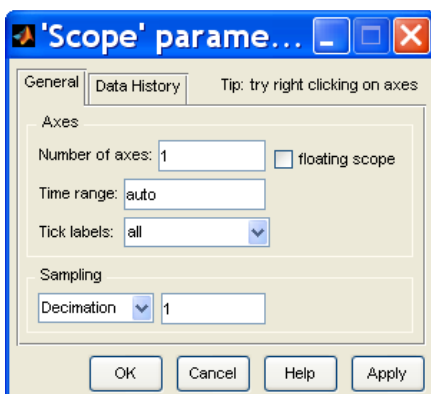 'Scope' parame...
General Data History Tip: try right clicking on axes
Axes
Number of axes: 1 floating scope
Time range: auto
Tick labels: all
Sampling
Decimation 1
OK Cancel Help Apply